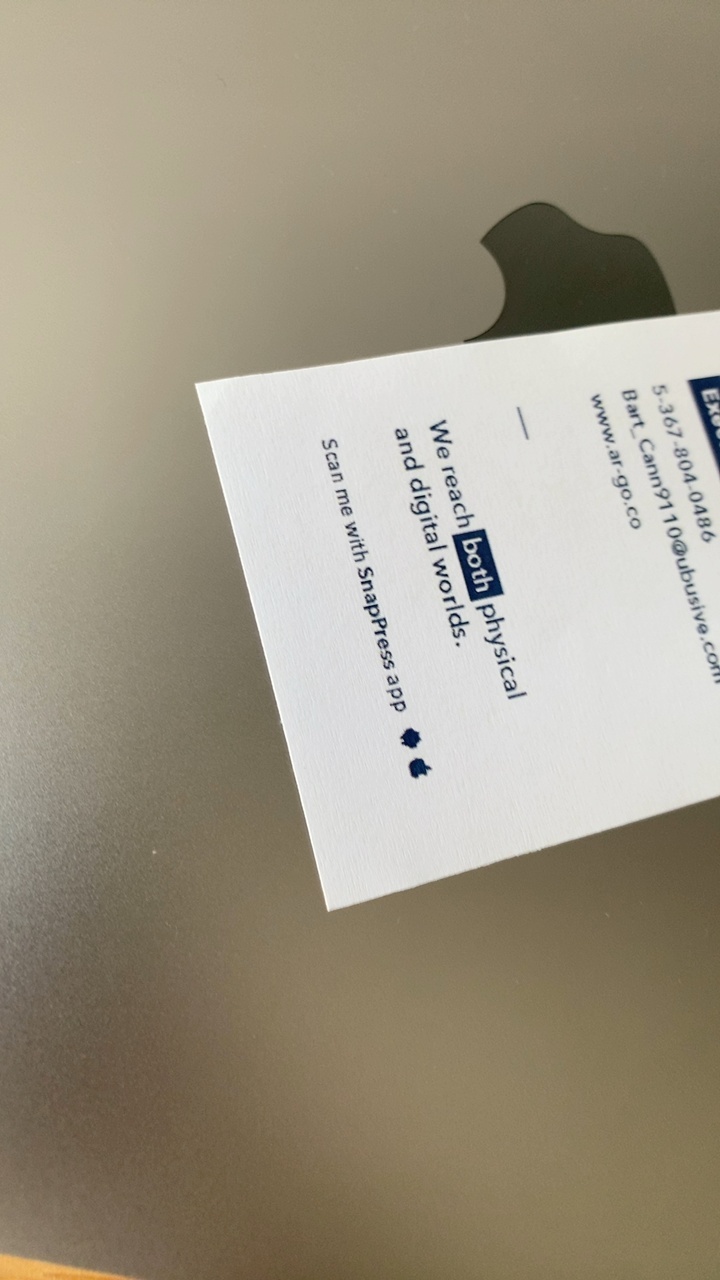 5-367-804-0486
Bart_Cann9110@ubusive.com
www.ar-go.co
We reach both physical
and digital worlds.
Scan me with SnapPress app